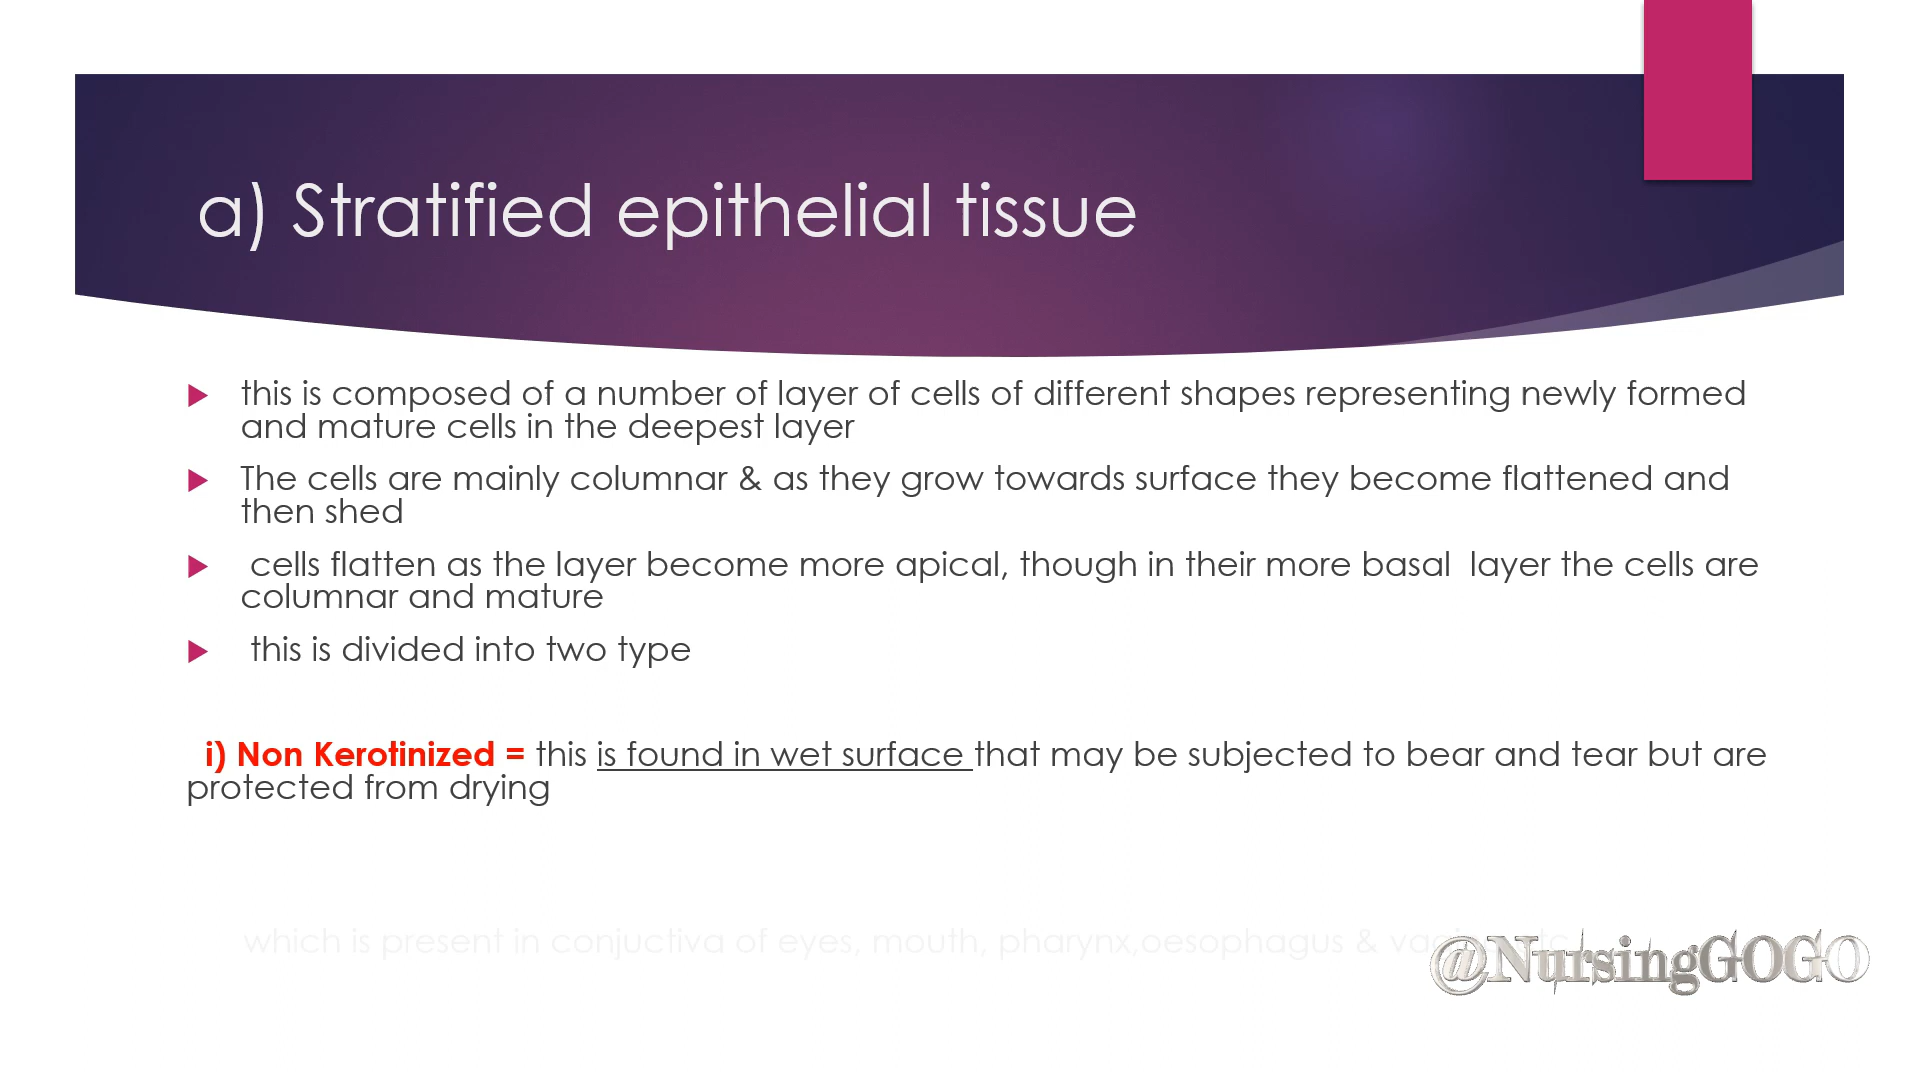 a) Stratified epithelial tissue
this is composed of a number of layer of cells of different shapes representing newly formed
and mature cells in the deepest layer
The cells are mainly columnar & as they grow towards surface they become flattened and
then shed
cells flatten as the layer become more apical, though in their more basal layer the cells are
columnar and mature
this is divided into two type
i) Non Kerotinized = this is found in wet surface that may be subjected to bear and tear but are
protected from drying
which is present in conjuctiva of eyes, mouth, pharynx,oesophagus &
@NursingGOGO